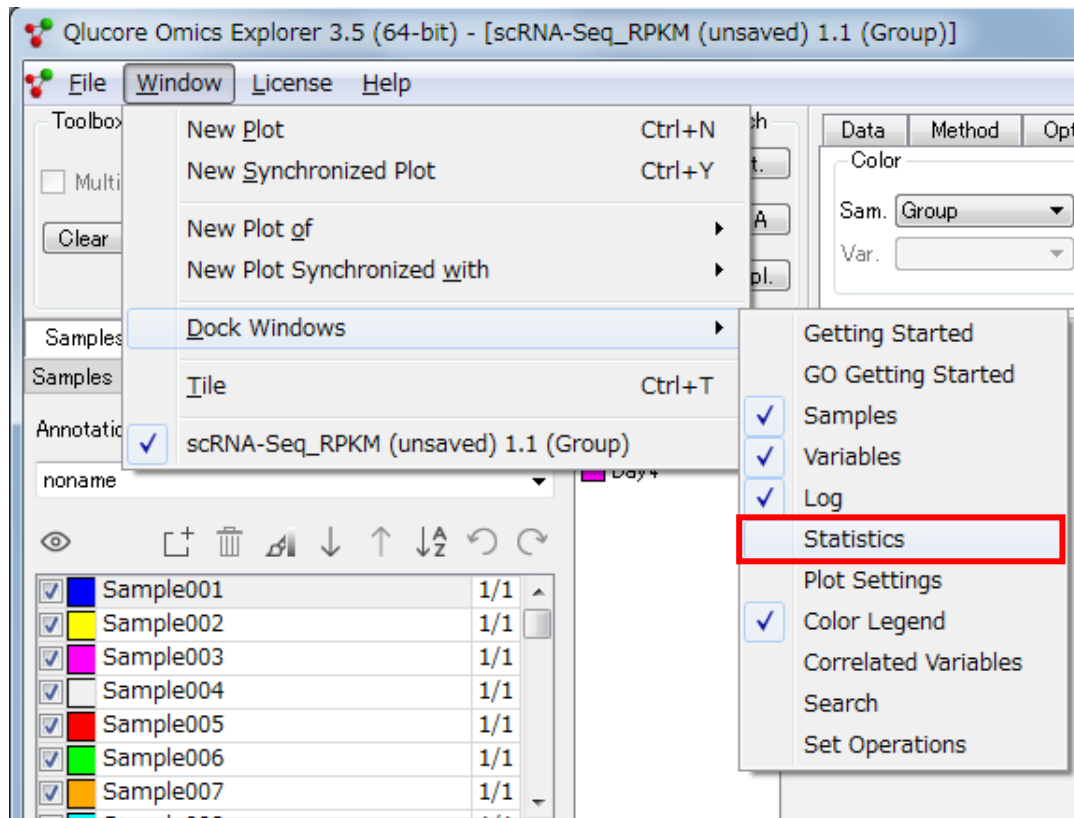 Qlucore Omics Explorer 3.5 (64-bit) - [scRNA-Seq_RPKM (unsaved) 1.1 (Group)]
File Window License Help
Toolbox
Multi
Clear
New Plot Ctrl+N
New Synchronized Plot Ctrl+Y
New Plot of
New Plot Synchronized with
Dock Windows
Tile Ctrl+T
scRNA-Seq_RPKM (unsaved) 1.1 (Group)
Data Method Opt
Color
Sam. Group
Var.
Getting Started
GO Getting Started
Samples
Variables
Log
Statistics
Plot Settings
Color Legend
Correlated Variables
Search
Set Operations
Samples
Samples
Annotatio
noname
Day4
Sample001 1/1
Sample002 1/1
Sample003 1/1
Sample004 1/1
Sample005 1/1
Sample006 1/1
Sample007 1/1